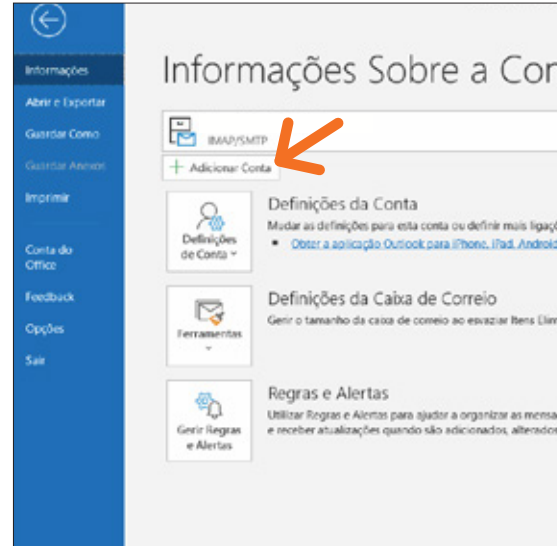 Informações
Abrir e Exportar
Guardar Como
Guardar Anexos
Imprimir
Conta do
Office
Feedback
Opções
Sair
Informações Sobre a Con
IMAP/SMTP
Adicionar Conta
Definições
de Conta
Definições da Conta
Mudar as definições para esta conta ou definir mais ligaç
Obter a aplicação Outlook para iPhone, iPad, Android
Ferramentas
Definições da Caixa de Correio
Gerir o tamanho da caixa de correio ao esvaziar Itens Elim
Gerir Regras
e Alertas
Regras e Alertas
Utilizar Regras e Alertas para ajudar a organizar as mensa
e receber atualizações quando são adicionados, alterados